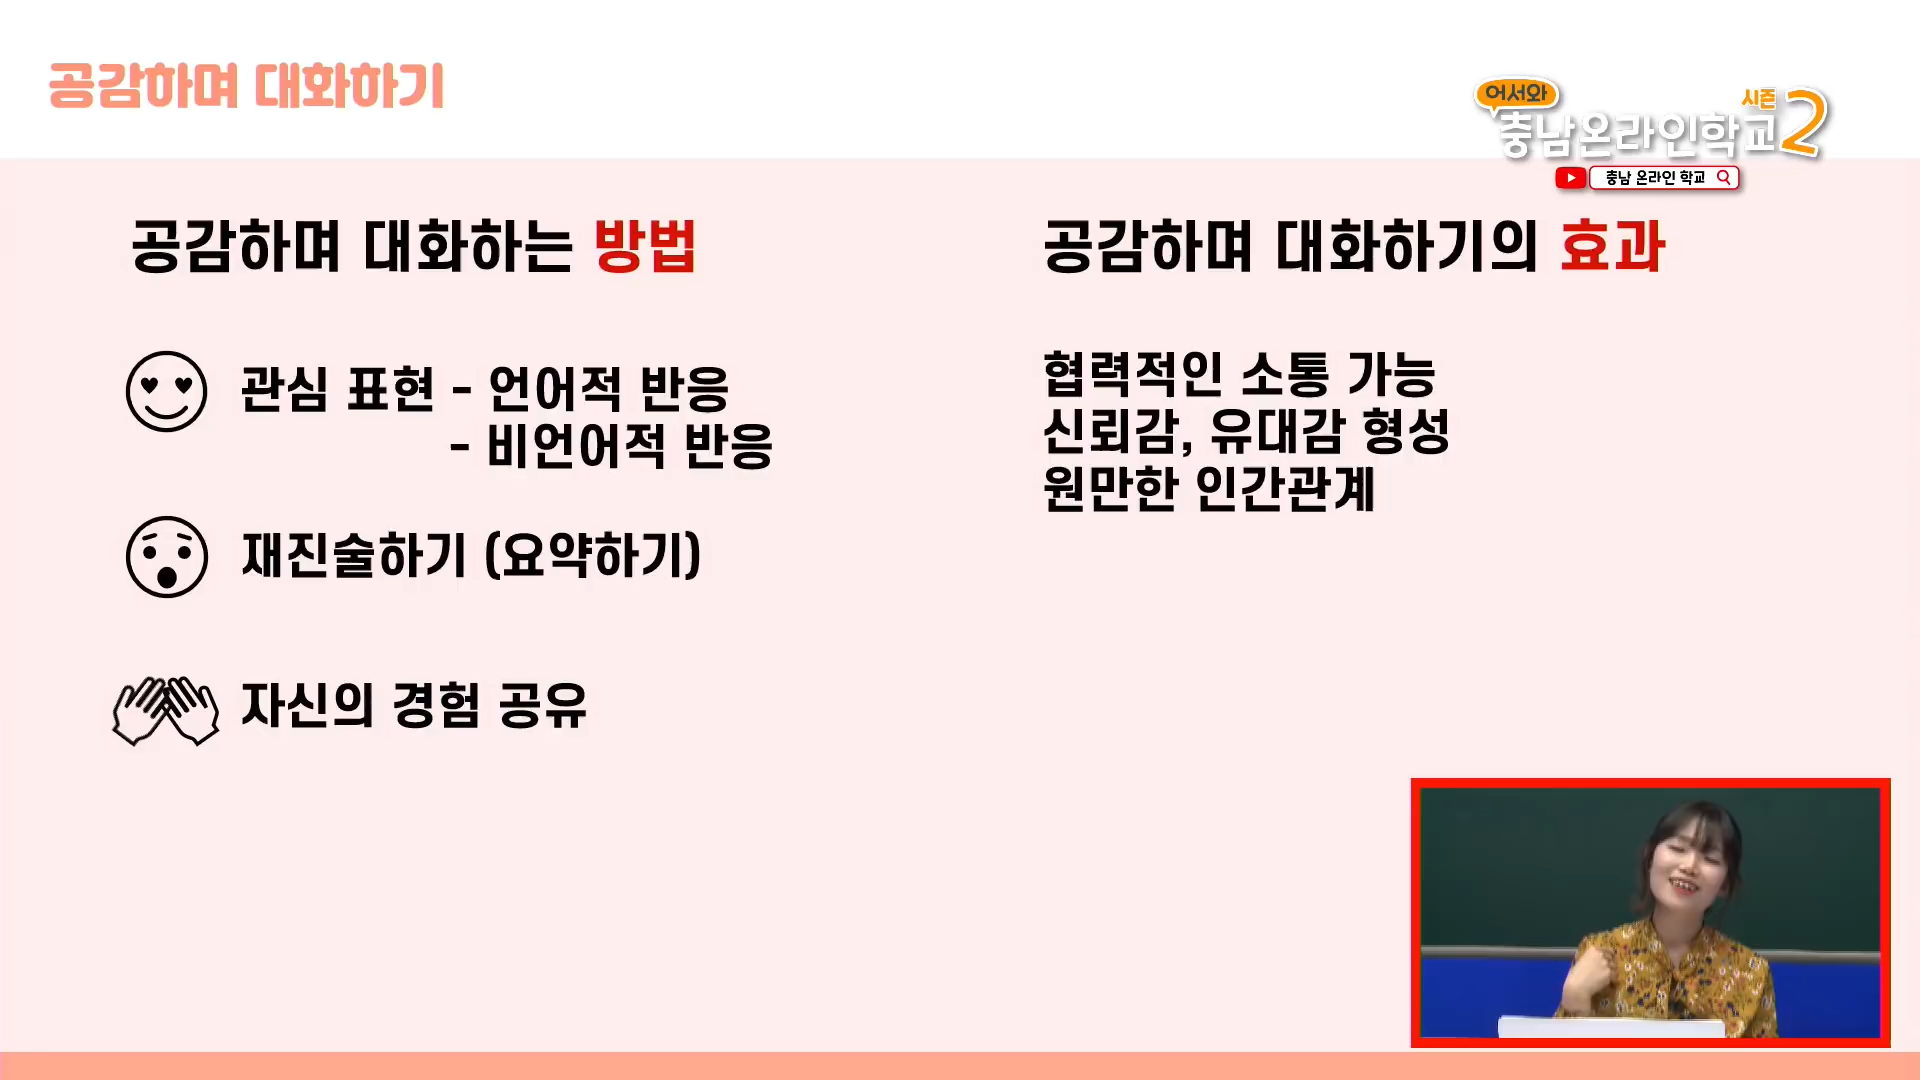 공감하며 대화하기
어서와
시즌2
충남온라인학교
충남 온라인 학교
공감하며 대화하는 방법
관심 표현 - 언어적 반응
- 비언어적 반응
재진술하기 (요약하기)
자신의 경험 공유
공감하며 대화하기의 효과
협력적인 소통 가능
신뢰감, 유대감 형성
원만한 인간관계